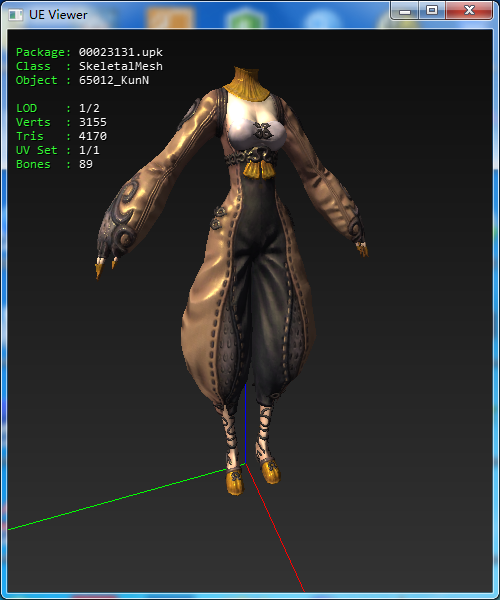 UE Viewer
Package: 00023131.upk
Class : SkeletalMesh
Object : 65012_KunN
LOD : 1/2
Verts : 3155
Tris : 4170
UV Set : 1/1
Bones : 89